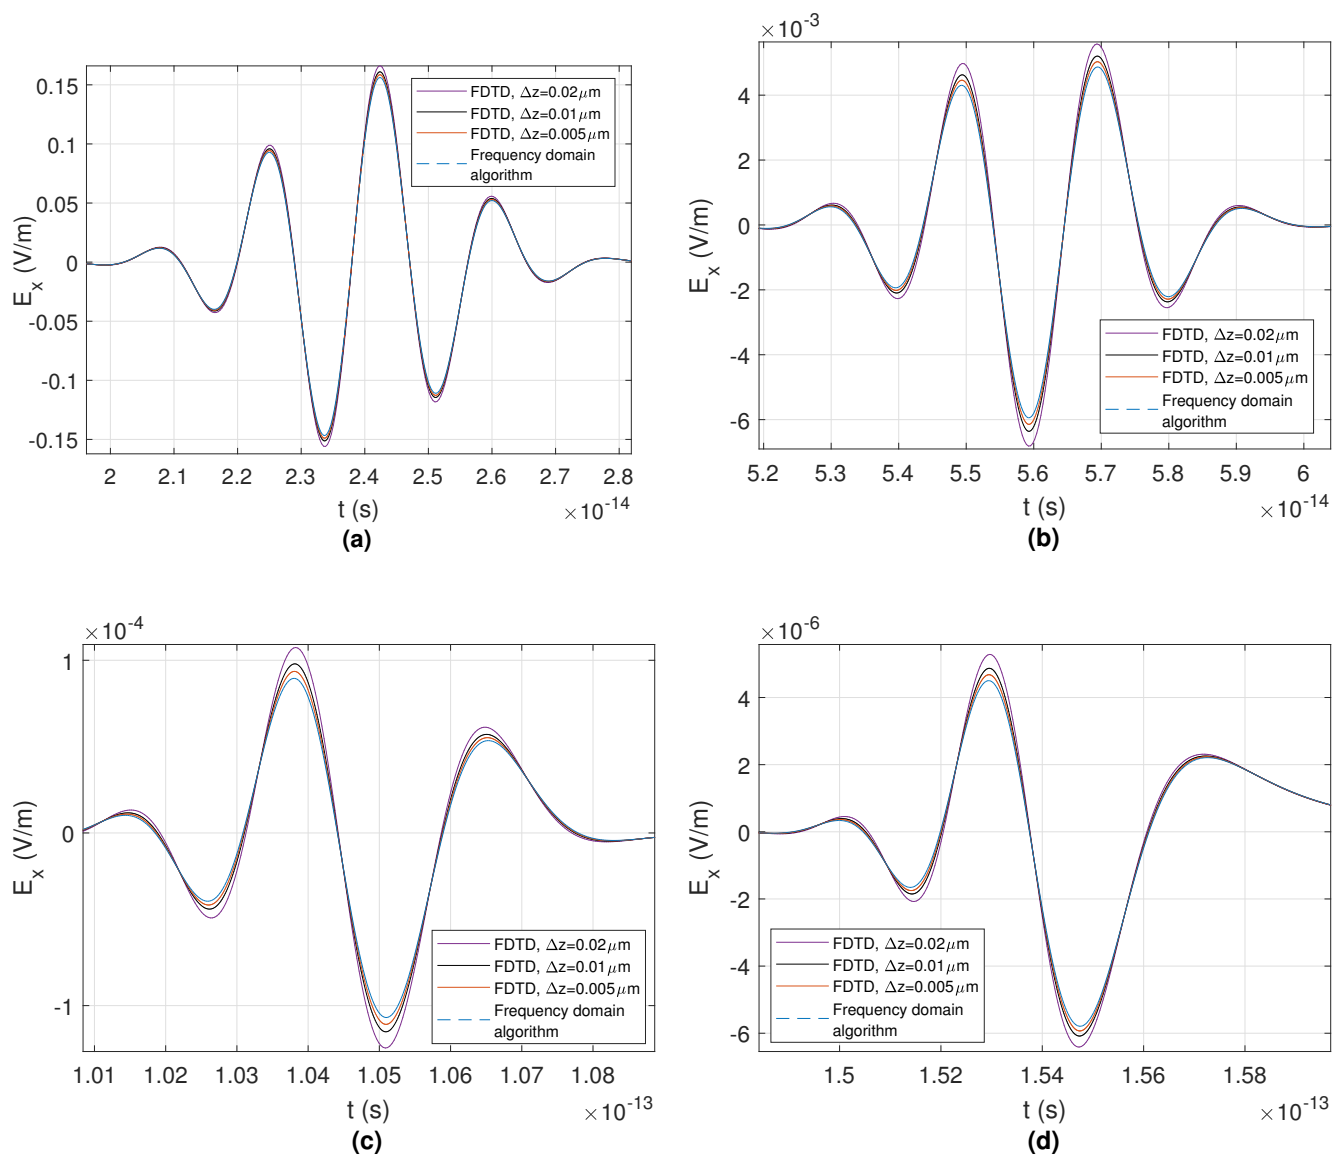 0.15
0.1
0.05
0
-0.05
-0.1
-0.15
E_x (V/m)
FDTD, Δz=0.02μm
FDTD, Δz=0.01μm
FDTD, Δz=0.005μm
Frequency domain
algorithm
2 2.1 2.2 2.3 2.4 2.5 2.6 2.7 2.8
t (s)
×10^-14
(a)
×10^-3
4
2
0
-2
-4
-6
E_x (V/m)
FDTD, Δz=0.02μm
FDTD, Δz=0.01μm
FDTD, Δz=0.005μm
Frequency domain
algorithm
5.2 5.3 5.4 5.5 5.6 5.7 5.8 5.9 6
t (s)
×10^-14
(b)
×10^-4
1
0
-1
E_x (V/m)
FDTD, Δz=0.02μm
FDTD, Δz=0.01μm
FDTD, Δz=0.005μm
Frequency domain
algorithm
1.01 1.02 1.03 1.04 1.05 1.06 1.07 1.08
t (s)
×10^-13
(c)
×10^-6
4
2
0
-2
-4
-6
E_x (V/m)
FDTD, Δz=0.02μm
FDTD, Δz=0.01μm
FDTD, Δz=0.005μm
Frequency domain
algorithm
1.5 1.52 1.54 1.56 1.58
t (s)
×10^-13
(d)